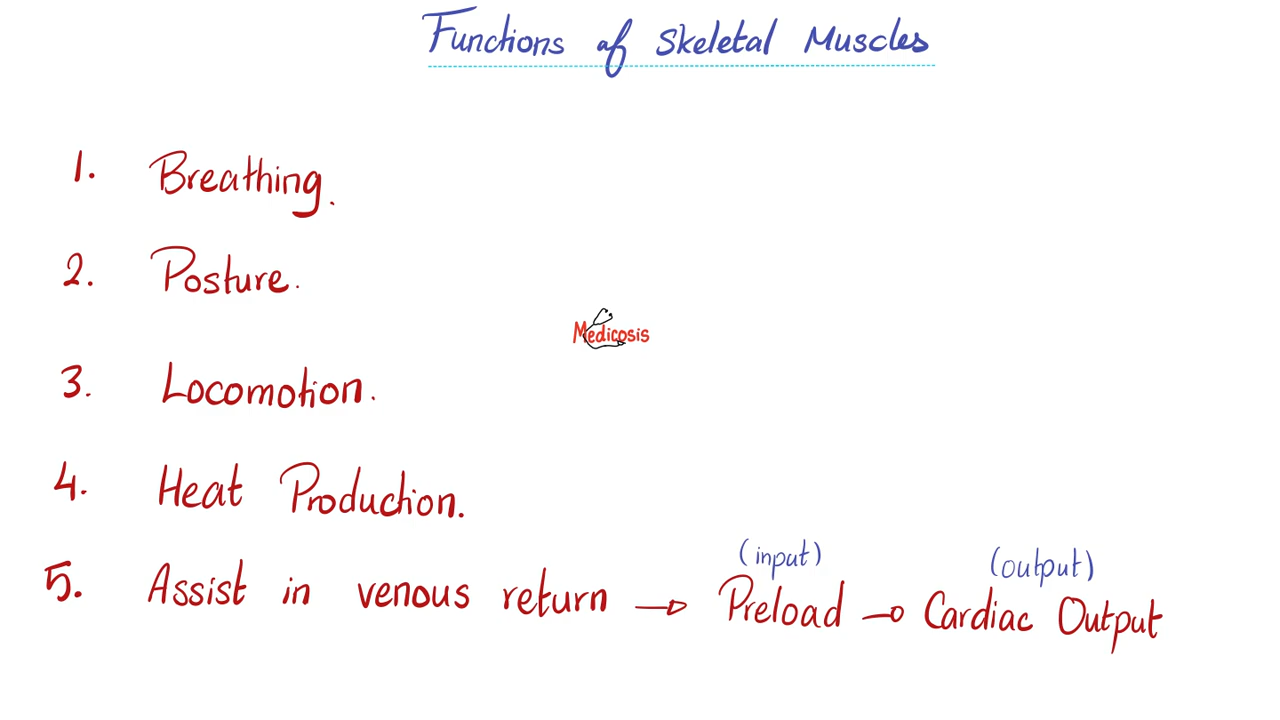 Functions of Skeletal Muscles
1. Breathing.
2. Posture.
Medicosis
3. Locomotion.
4. Heat Production.
(input) (output)
5. Assist in venous return → Preload → Cardiac Output